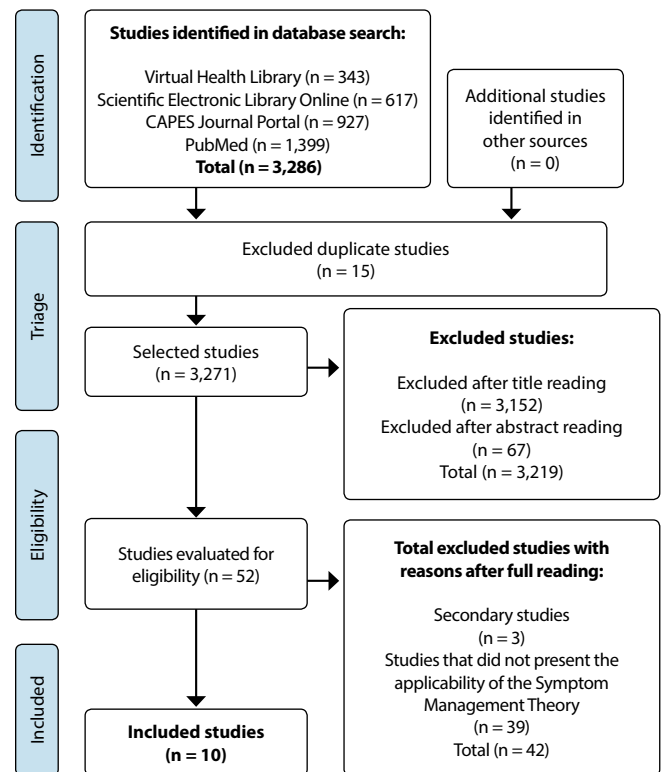 Identification
Studies identified in database search:
Virtual Health Library (n = 343)
Scientific Electronic Library Online (n = 617)
CAPES Journal Portal (n = 927)
PubMed (n = 1,399)
Total (n = 3,286)
Additional studies
identified in
other sources
(n = 0)
Triage
Excluded duplicate studies
(n = 15)
Selected studies
(n = 3,271)
Excluded studies:
Excluded after title reading
(n = 3,152)
Excluded after abstract reading
(n = 67)
Total (n = 3,219)
Eligibility
Studies evaluated for
eligibility (n = 52)
Total excluded studies with
reasons after full reading:
Secondary studies
(n = 3)
Studies that did not present the
applicability of the Symptom
Management Theory
(n = 39)
Total (n = 42)
Included
Included studies
(n = 10)